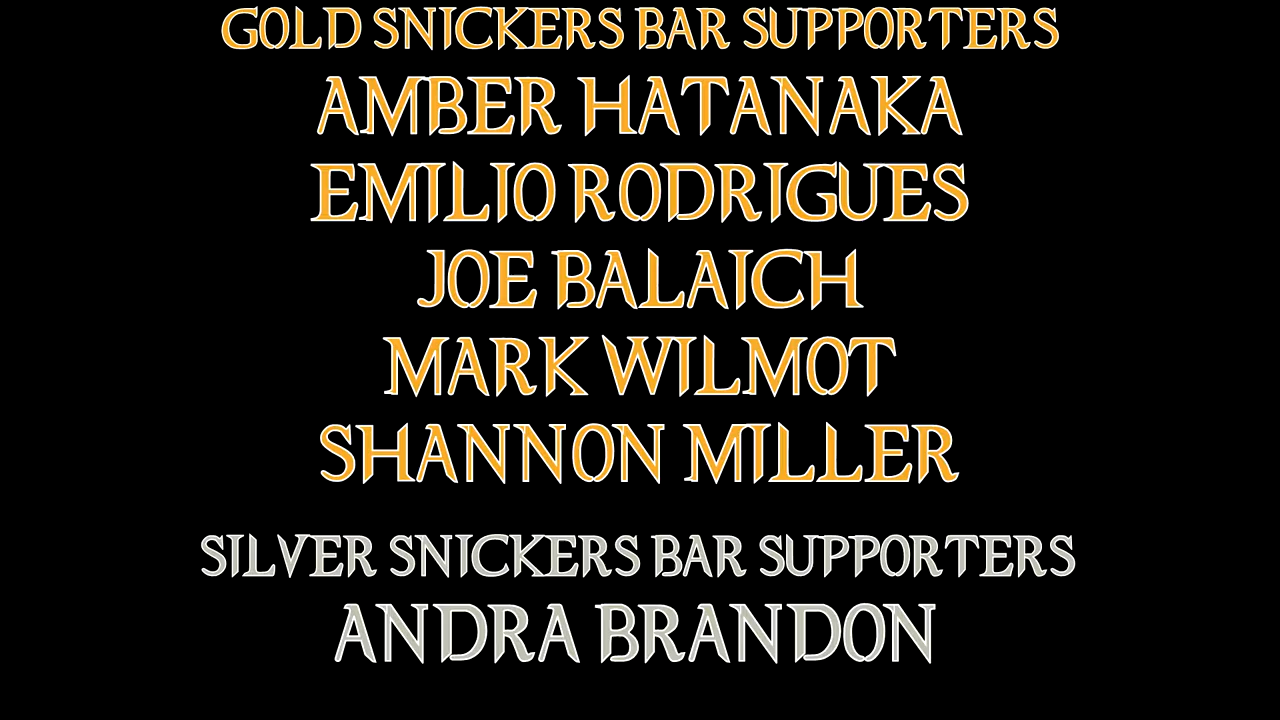 GOLD SNICKERS BAR SUPPORTERS
AMBER HATANAKA
EMILIO RODRIGUES
JOE BALAICH
MARK WILMOT
SHANNON MILLER
SILVER SNICKERS BAR SUPPORTERS
ANDRA BRANDON